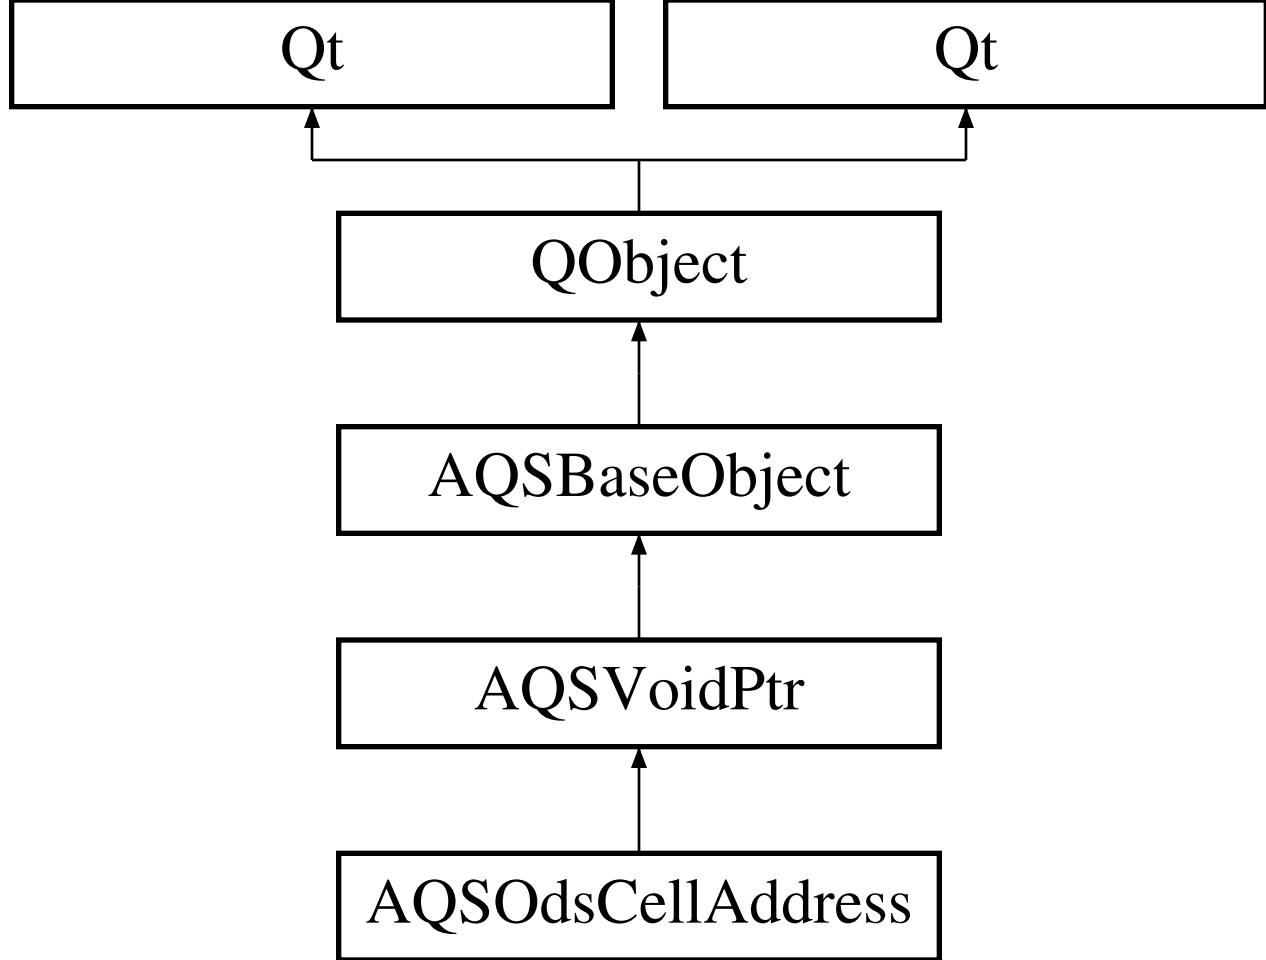 Qt
Qt
QObject
AQSBaseObject
AQSVoidPtr
AQSOdsCellAddress